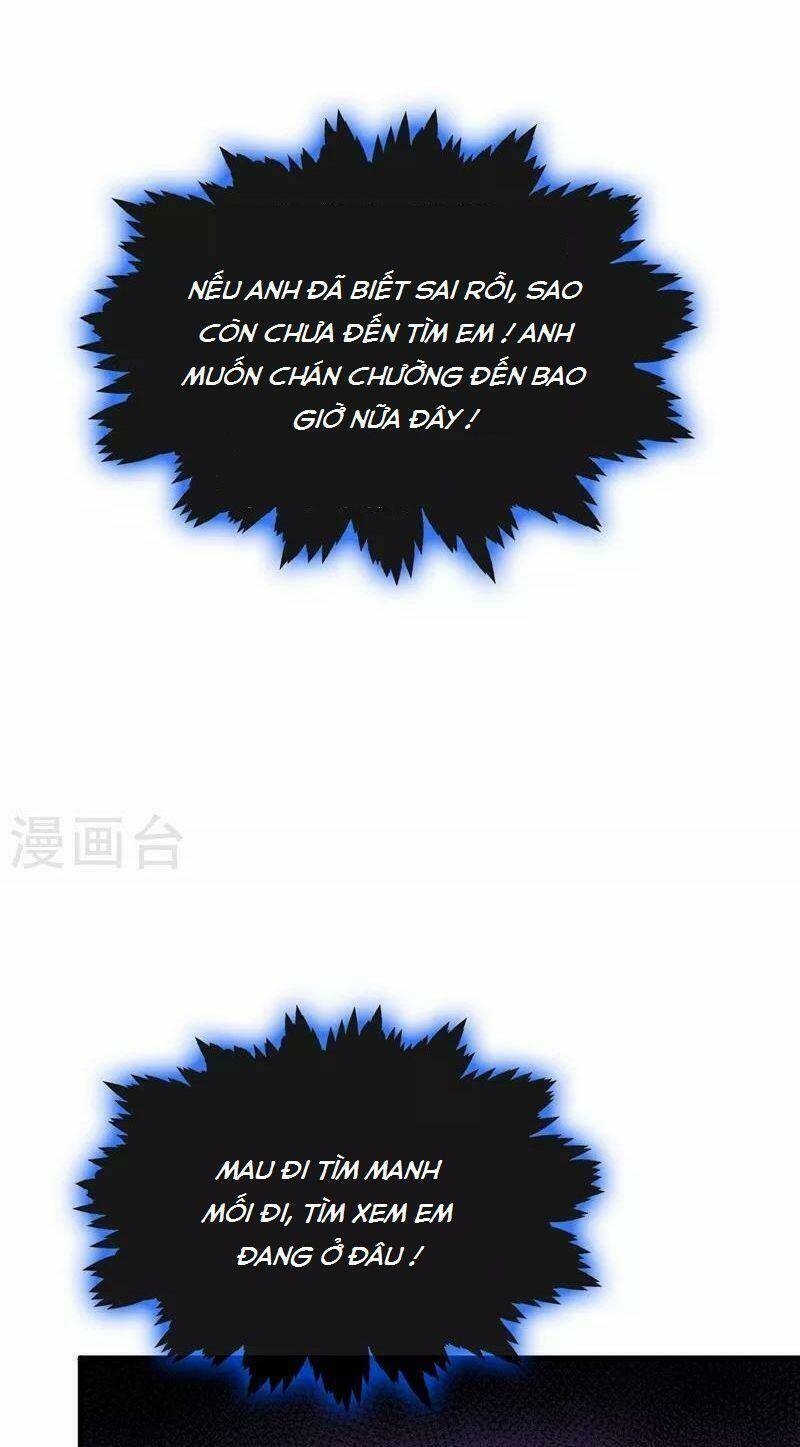 NẾU ANH ĐÃ BIẾT SAI RỒI, SAO
CÒN CHƯA ĐẾN TÌM EM! ANH
MUỐN CHÁN CHƯỜNG ĐẾN BAO
GIỜ NỮA ĐÂY!
漫画台
MAU ĐI TÌM MANH
MỐI ĐI, TÌM XEM EM
ĐANG Ở ĐÂU!